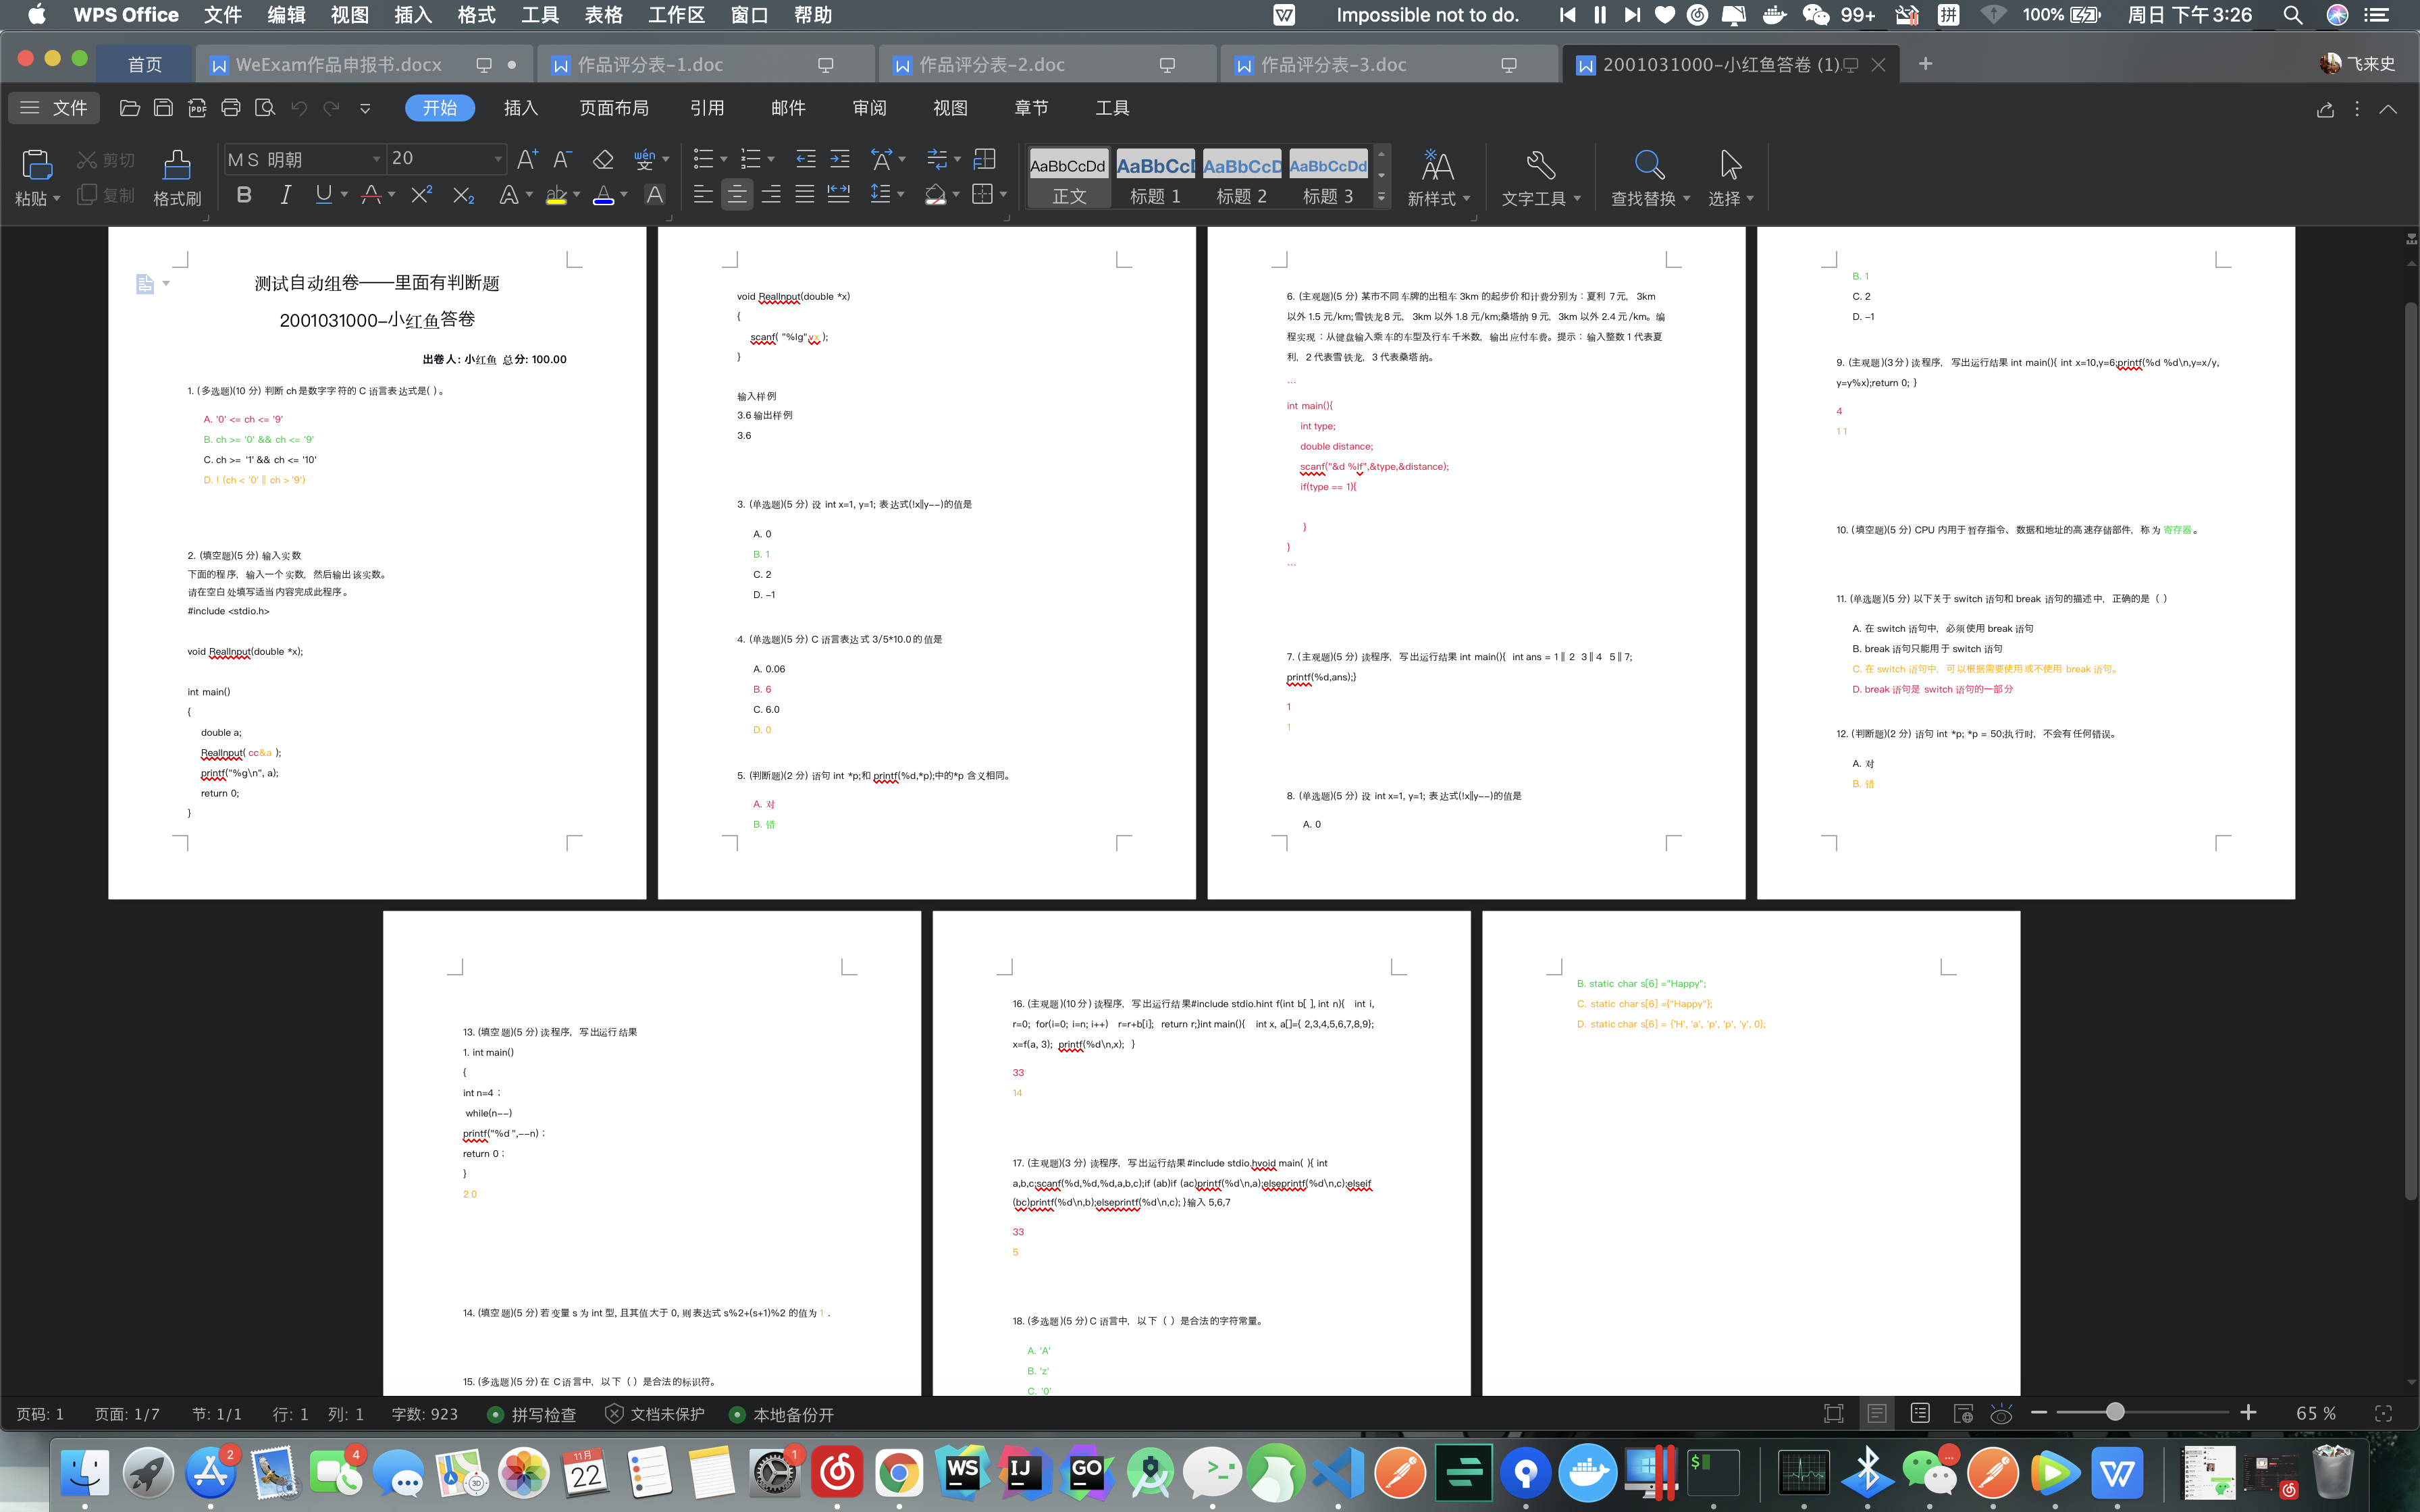 WPS Office 文件 编辑 视图 插入 格式 工具 表格 工作区 窗口 帮助 Impossible not to do. 99+ 拼 100% 周日 下午3:26
首页 WeExam作品申报书.docx 作品评分表-1.doc 作品评分表-2.doc 作品评分表-3.doc 2001031000-小红鱼答卷 (1) 飞来史
文件 开始 插入 页面布局 引用 邮件 审阅 视图 章节 工具
粘贴 剪切 复制 格式刷 MS 明朝 20 AaBbCcDd 正文 AaBbCcI 标题 1 AaBbCcD 标题 2 AaBbCcDd 标题 3 新样式 文字工具 查找替换 选择
测试自动组卷——里面有判断题
2001031000-小红鱼答卷
出卷人: 小红鱼 总分: 100.00
1. (多选题)(10 分) 判断 ch 是数字字符的 C 语言表达式是( ) 。
A. '0' <= ch <= '9'
B. ch >= '0' && ch <= '9'
C. ch >= '1' && ch <= '10'
D. ! (ch < '0' || ch > '9')
2. (填空题)(5 分) 输入实数
下面的程序，输入一个实数，然后输出该实数。
请在空白处填写适当内容完成此程序。
#include <stdio.h>
void RealInput(double *x);
int main()
{
double a;
RealInput( cc&a );
printf("%g\n", a);
return 0;
}
void RealInput(double *x)
{
scanf( "%lg",vx );
}
输入样例
3.6 输出样例
3.6
3. (单选题)(5 分) 设 int x=1, y=1; 表达式(!x||y--)的值是
A. 0
B. 1
C. 2
D. -1
4. (单选题)(5 分) C 语言表达式 3/5*10.0 的值是
A. 0.06
B. 6
C. 6.0
D. 0
5. (判断题)(2 分) 语句 int *p;和 printf(%d,*p);中的*p 含义相同。
A. 对
B. 错
6. (主观题)(5 分) 某市不同车牌的出租车 3km 的起步价和计费分别为：夏利 7 元，3km
以外 1.5 元/km;雪铁龙 8 元，3km 以外 1.8 元/km;桑塔纳 9 元，3km 以外 2.4 元/km。编
程实现：从键盘输入乘车的车型及行车千米数，输出应付车费。提示：输入整数 1 代表夏
利，2 代表雪铁龙，3 代表桑塔纳。
```
int main(){
int type;
double distance;
scanf("&d %lf",&type,&distance);
if(type == 1){
}
}
```
7. (主观题)(5 分) 读程序，写出运行结果 int main(){ int ans = 1 || 2 3 || 4 5 || 7;
printf(%d,ans);}
1
1
8. (单选题)(5 分) 设 int x=1, y=1; 表达式(!x||y--)的值是
A. 0
B. 1
C. 2
D. -1
9. (主观题)(3 分) 读程序，写出运行结果 int main(){ int x=10,y=6;printf(%d %d\n,y=x/y,
y=y%x);return 0; }
4
1 1
10. (填空题)(5 分) CPU 内用于暂存指令、数据和地址的高速存储部件，称为 寄存器 。
11. (单选题)(5 分) 以下关于 switch 语句和 break 语句的描述中，正确的是（ ）
A. 在 switch 语句中，必须使用 break 语句
B. break 语句只能用于 switch 语句
C. 在 switch 语句中，可以根据需要使用或不使用 break 语句。
D. break 语句是 switch 语句的一部分
12. (判断题)(2 分) 语句 int *p; *p = 50;执行时，不会有任何错误。
A. 对
B. 错
13. (填空题)(5 分) 读程序，写出运行结果
1. int main()
{
int n=4；
while(n--)
printf("%d ",--n)；
return 0；
}
2 0
14. (填空题)(5 分) 若变量 s 为 int 型, 且其值大于 0, 则表达式 s%2+(s+1)%2 的值为 1 .
15. (多选题)(5 分) 在 C 语言中，以下（ ）是合法的标识符。
16. (主观题)(10 分) 读程序，写出运行结果#include stdio.hint f(int b[ ], int n){ int i,
r=0; for(i=0; i=n; i++) r=r+b[i]; return r;}int main(){ int x, a[]={ 2,3,4,5,6,7,8,9};
x=f(a, 3); printf(%d\n,x); }
33
14
17. (主观题)(3 分) 读程序，写出运行结果#include stdio.hvoid main( ){ int
a,b,c;scanf(%d,%d,%d,a,b,c);if (ab)if (ac)printf(%d\n,a);elseprintf(%d\n,c);elseif
(bc)printf(%d\n,b);elseprintf(%d\n,c); }输入 5,6,7
33
5
18. (多选题)(5 分) C 语言中，以下（ ）是合法的字符常量。
A. 'A'
B. 'z'
C. '0'
B. static char s[6] ="Happy";
C. static char s[6] ={"Happy"};
D. static char s[6] = {'H', 'a', 'p', 'p', 'y', 0};
页码: 1 页面: 1/7 节: 1/1 行: 1 列: 1 字数: 923 拼写检查 文档未保护 本地备份开 65 %
2 4 11月 22 1 WS IJ GO